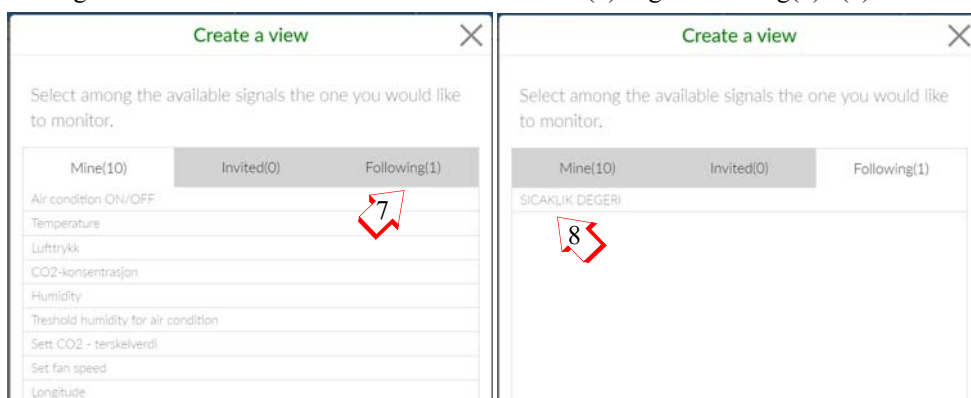 Create a view
Select among the available signals the one you would like
to monitor.
Mine(10) Invited(0) Following(1)
Air condition ON/OFF
Temperature
Lufttrykk
CO2-konsentrasjon
Humidity
Treshold humidity for air condition
Sett CO2 - terskelverdi
Set fan speed
Longitude
7
Create a view
Select among the available signals the one you would like
to monitor.
Mine(10) Invited(0) Following(1)
SICAKLIK DEGERI
8